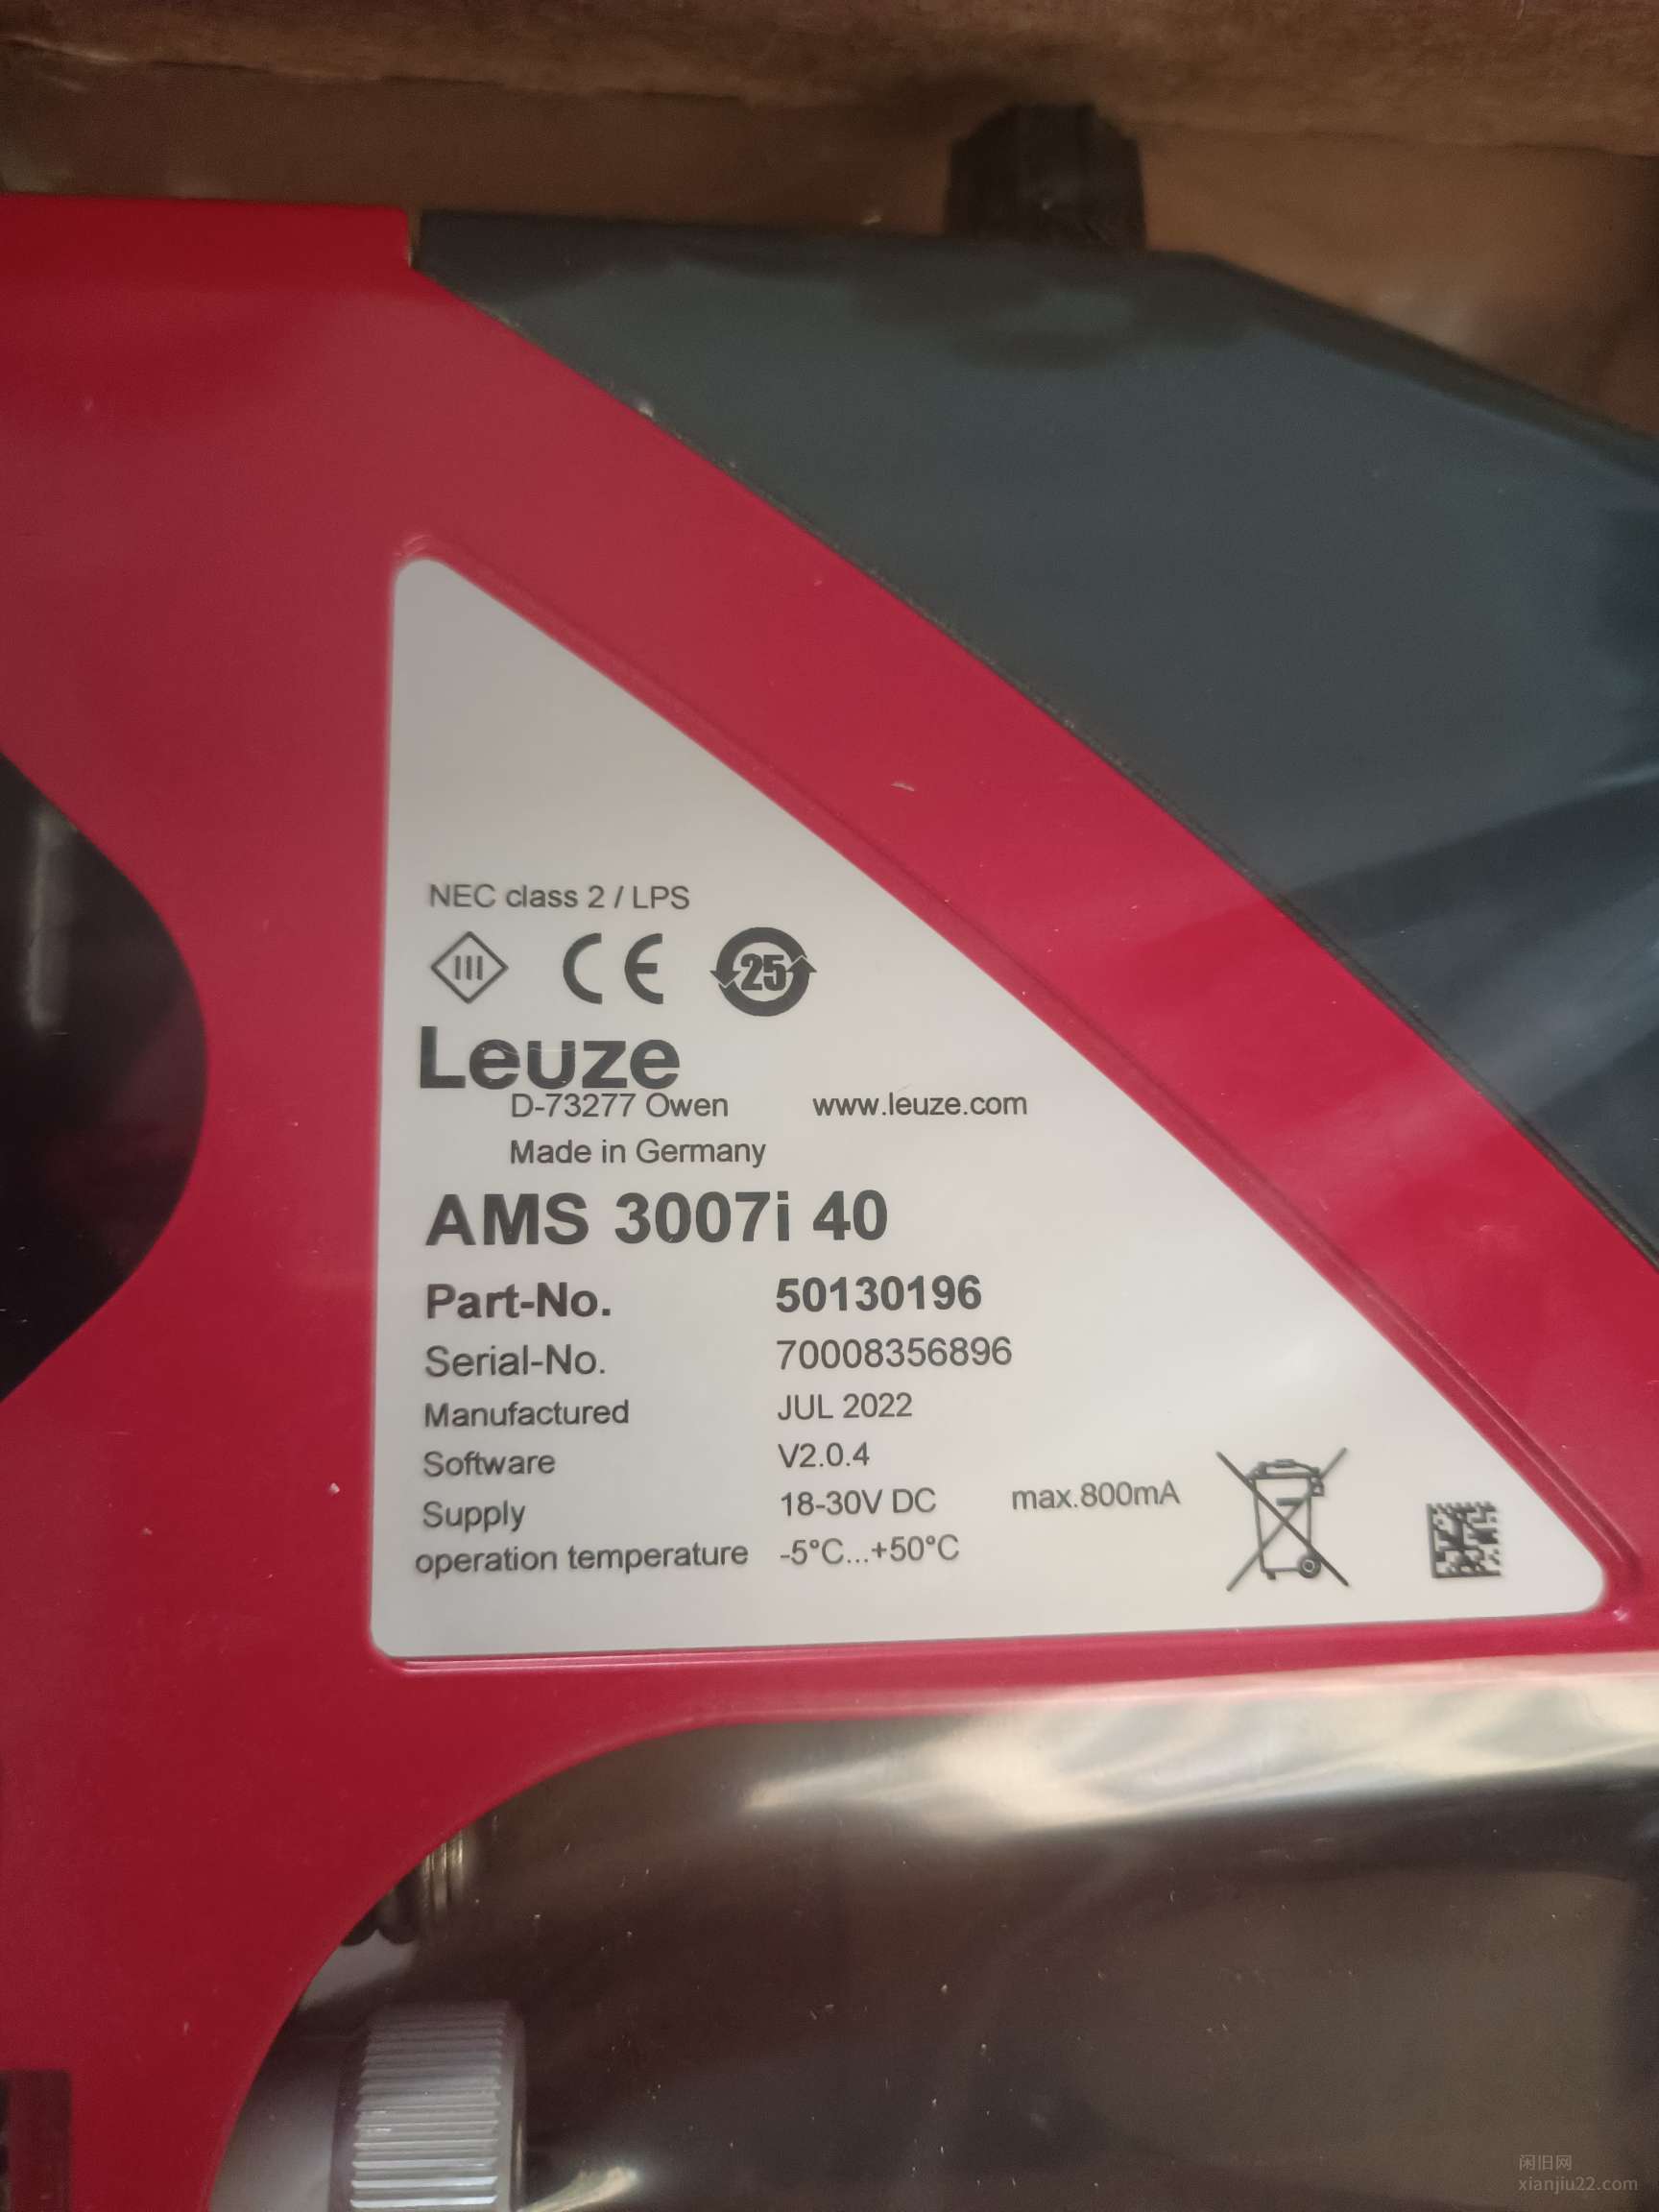 NEC class 2 / LPS
III CE 25
Leuze
D-73277 Owen www.leuze.com
Made in Germany
AMS 3007i 40
Part-No. 50130196
Serial-No. 70008356896
Manufactured JUL 2022
Software V2.0.4
Supply 18-30V DC max.800mA
operation temperature -5°C...+50°C
闲旧网
xianjiu22.com